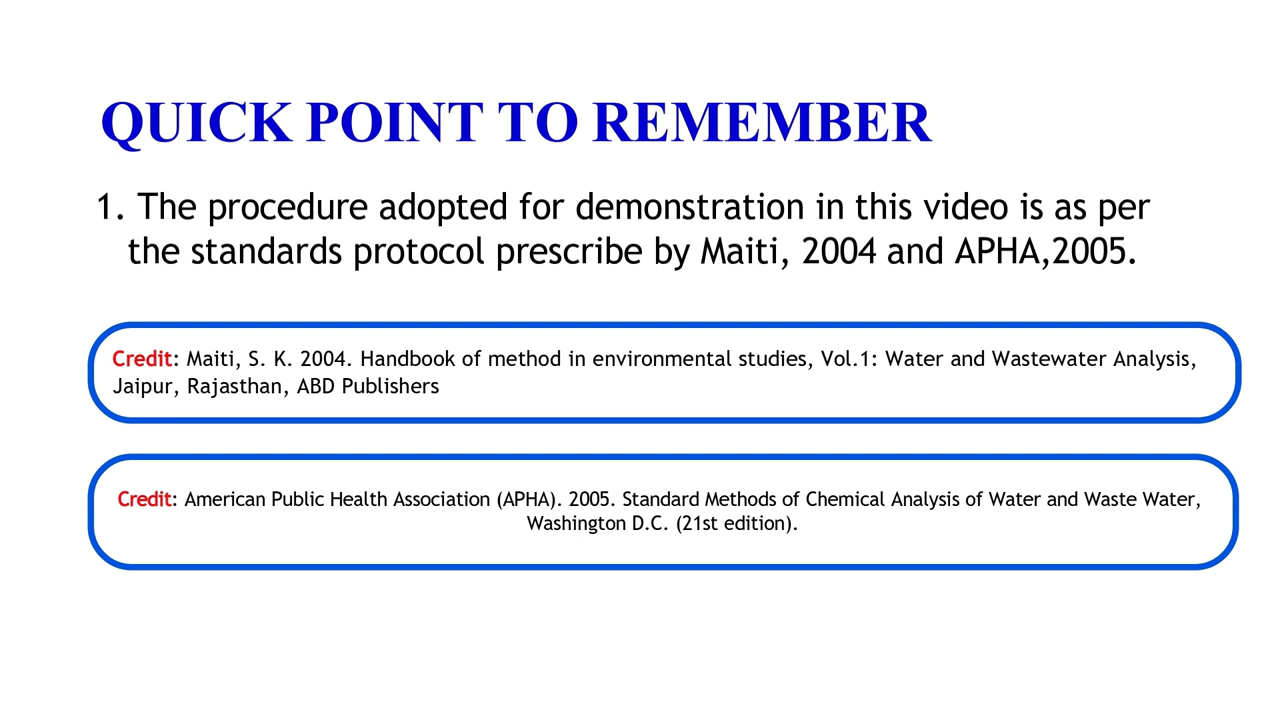 QUICK POINT TO REMEMBER
1. The procedure adopted for demonstration in this video is as per
the standards protocol prescribe by Maiti, 2004 and APHA,2005.
Credit: Maiti, S. K. 2004. Handbook of method in environmental studies, Vol.1: Water and Wastewater Analysis,
Jaipur, Rajasthan, ABD Publishers
Credit: American Public Health Association (APHA). 2005. Standard Methods of Chemical Analysis of Water and Waste Water,
Washington D.C. (21st edition).